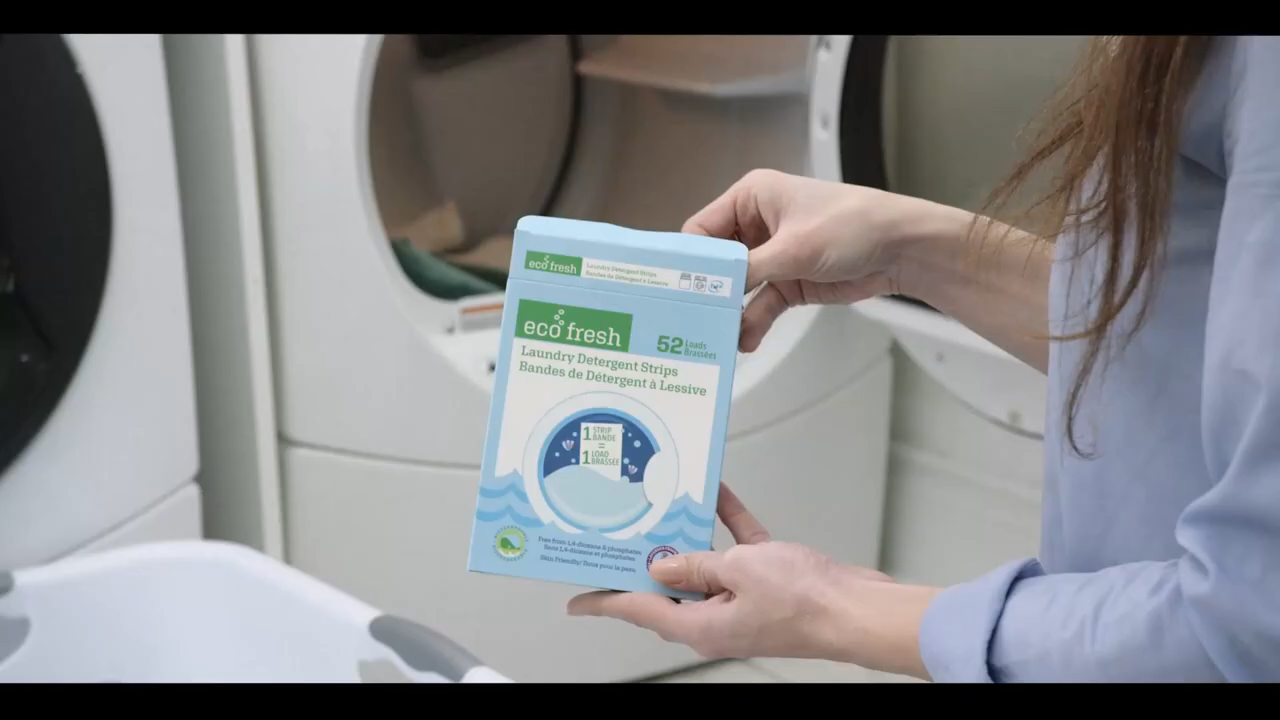 eco fresh
Laundry Detergent Strips
Bandes de Détergent à Lessive
eco fresh
52 Loads
Brassées
Laundry Detergent Strips
Bandes de Détergent à Lessive
1 STRIP
BANDE
=
1 LOAD
BRASSÉE
Free from 1,4-dioxane & phosphates
Sans 1,4-dioxane et phosphates
Skin Friendly/ Doux pour la peau